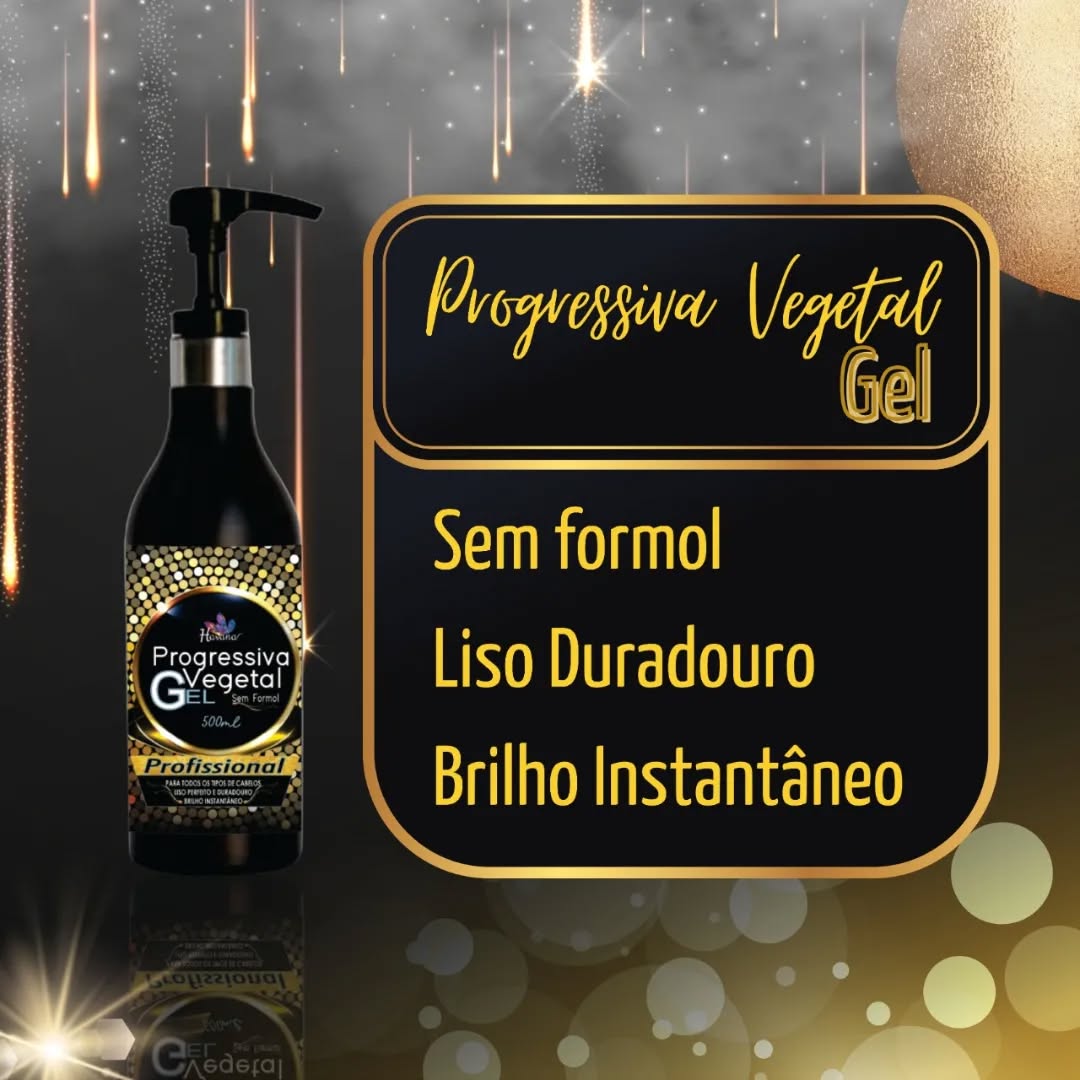 Progressiva Vegetal
Gel
Sem formol
Liso Duradouro
Brilho Instantâneo
Havana
Progressiva
Vegetal
GEL Sem Formol
500ml
Profissional
PARA TODOS OS TIPOS DE CABELOS
LISO PERFEITO E DURADOURO
BRILHO INSTANTÂNEO